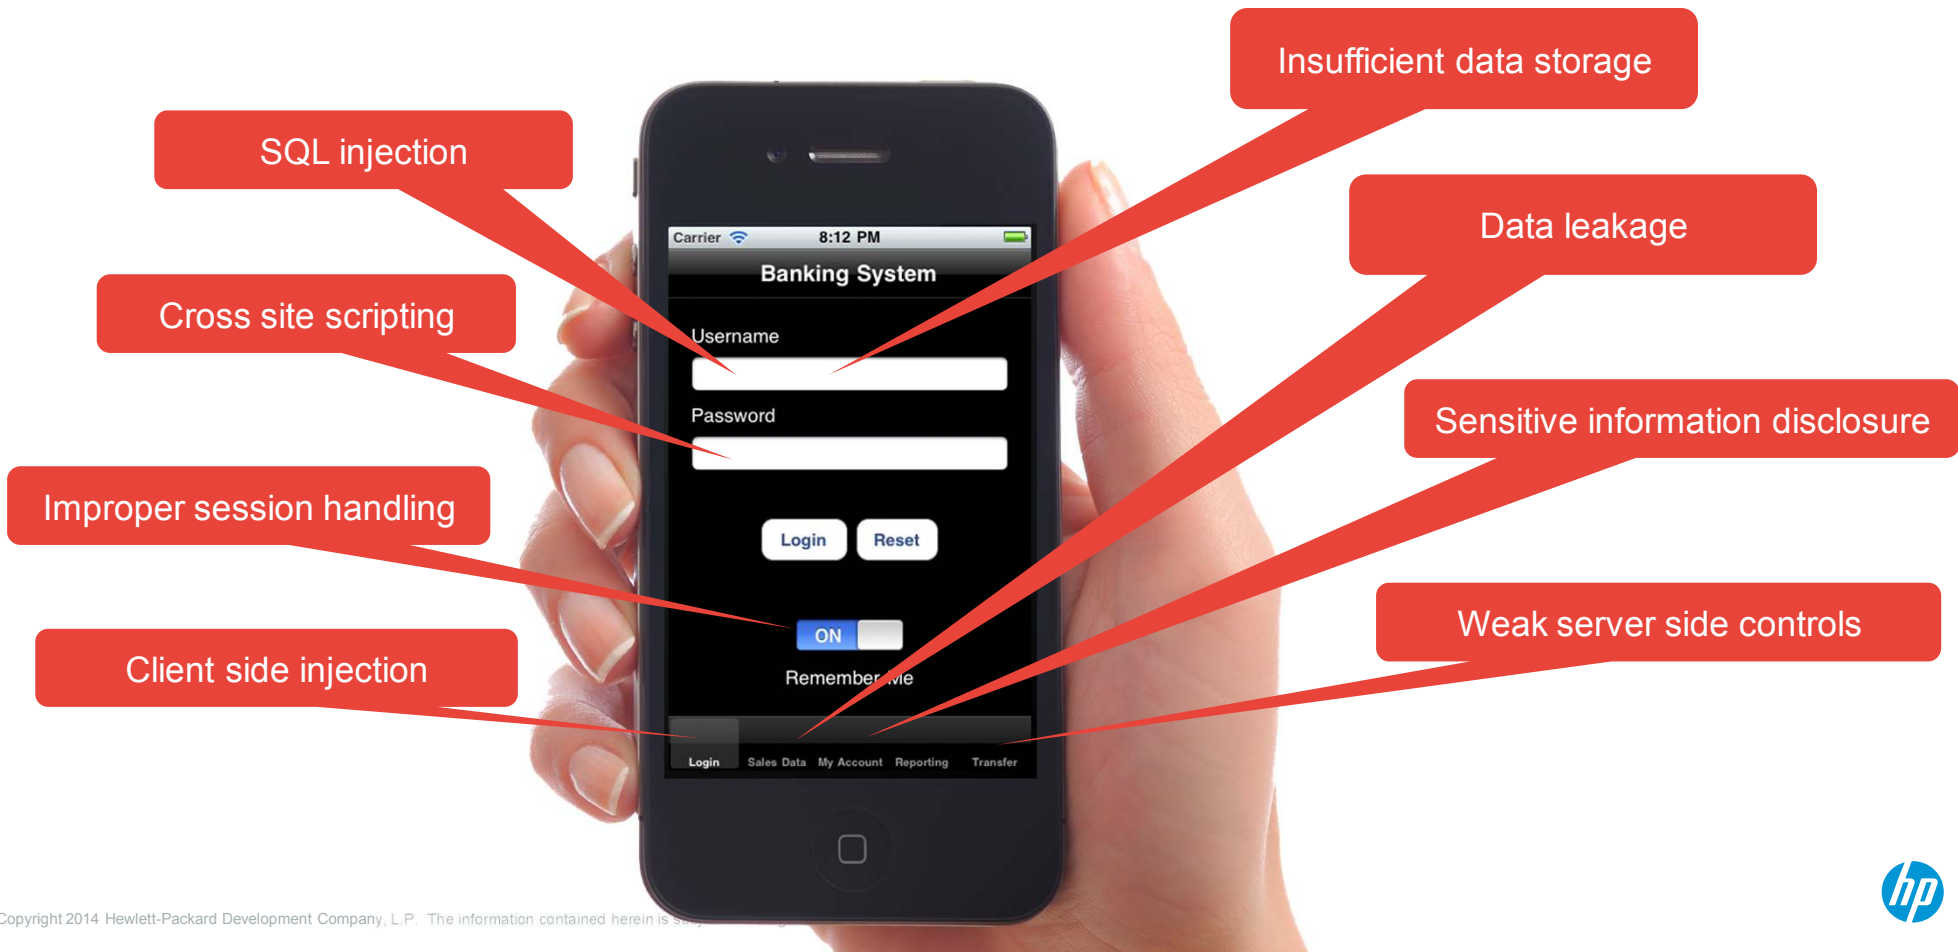 Insufficient data storage
SQL injection
Data leakage
Cross site scripting
Sensitive information disclosure
Improper session handling
Weak server side controls
Client side injection
Carrier 8:12 PM
Banking System
Username
Password
Login Reset
ON
Remember Me
Login Sales Data My Account Reporting Transfer
Copyright 2014 Hewlett-Packard Development Company, L.P. The information contained herein is
hp